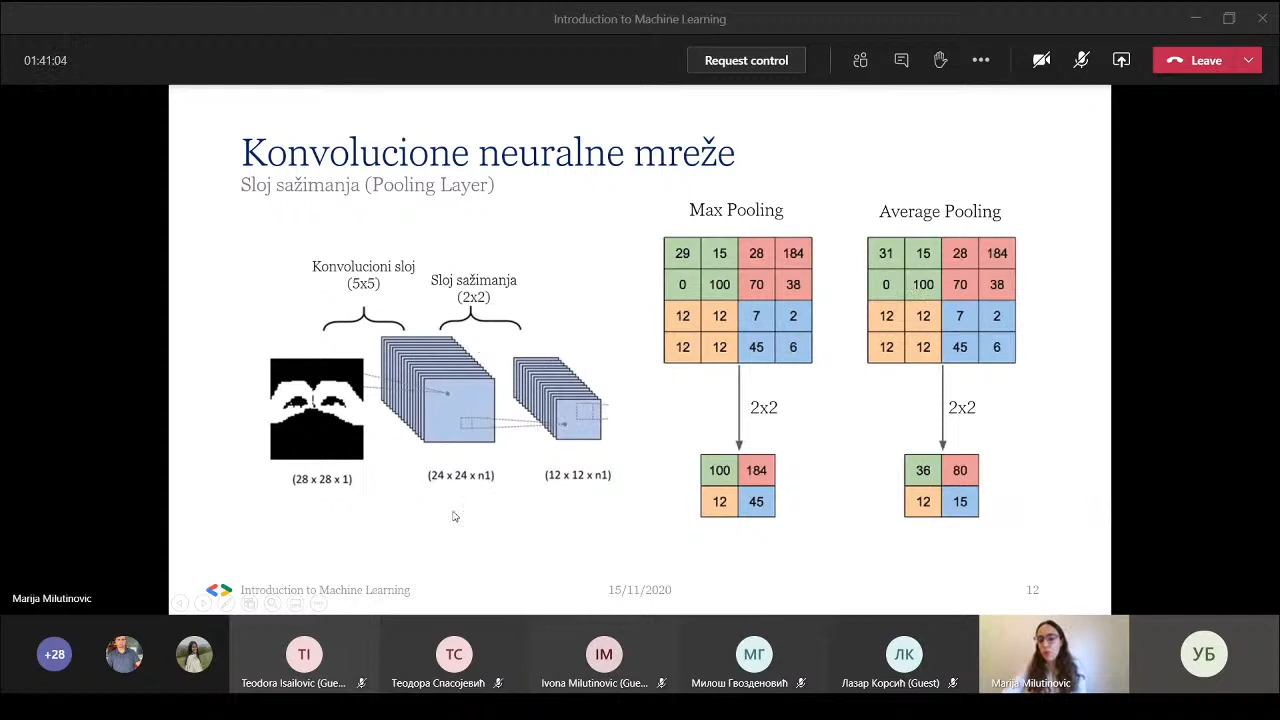 Introduction to Machine Learning
01:41:04
Request control
Leave
Konvolucione neuralne mreže
Sloj sažimanja (Pooling Layer)
Konvolucioni sloj
(5x5)
Sloj sažimanja
(2x2)
(28 x 28 x 1)
(24 x 24 x n1)
(12 x 12 x n1)
Max Pooling
29 15 28 184
0 100 70 38
12 12 7 2
12 12 45 6
2x2
100 184
12 45
Average Pooling
31 15 28 184
0 100 70 38
12 12 7 2
12 12 45 6
2x2
36 80
12 15
Introduction to Machine Learning
15/11/2020
12
Marija Milutinovic
+28
TI
Teodora Isailovic (Gue...
TC
Теодора Спасојевић
IM
Ivona Milutinovic (Gue...
МГ
Милош Гвозденовић
ЛК
Лазар Корсић (Guest)
Marija Milutinovic
УБ